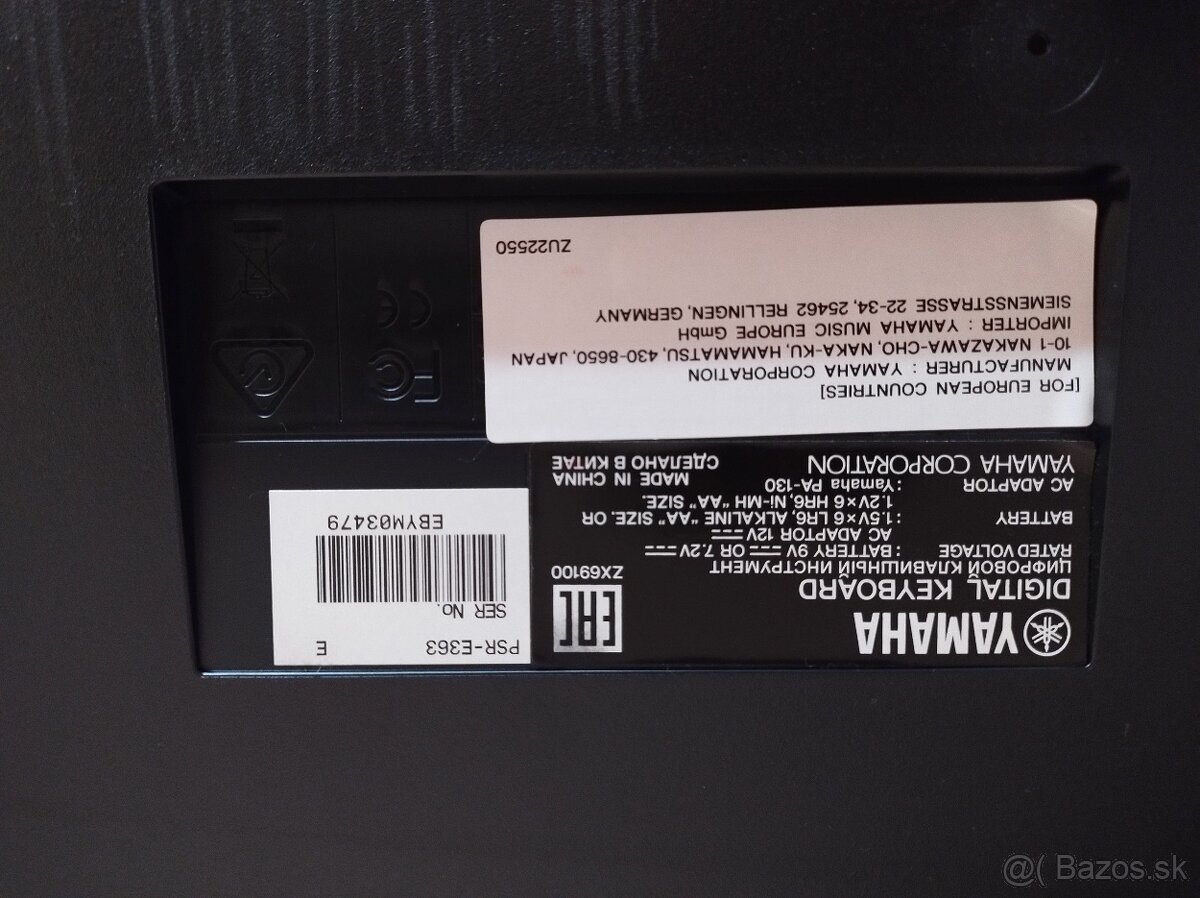 YAMAHA
DIGITAL KEYBOARD
ЦИФРОВОЙ КЛАВИШНЫЙ ИНСТРУМЕНТ
RATED VOLTAGE : BATTERY 9V OR 7.2V
AC ADAPTOR 12V
BATTERY : 1.5V×6 LR6, ALKALINE "AA" SIZE. OR
1.2V×6 HR6, Ni-MH "AA" SIZE.
AC ADAPTOR : Yamaha PA-130
YAMAHA CORPORATION
MADE IN CHINA
СДЕЛАНО В КИТАЕ
EAC
ZX69100
PSR-E363 E
SER No.
EBYM03479
[FOR EUROPEAN COUNTRIES]
MANUFACTURER : YAMAHA CORPORATION
10-1 NAKAZAWA-CHO, NAKA-KU, HAMAMATSU, 430-8650, JAPAN
IMPORTER : YAMAHA MUSIC EUROPE GmbH
SIEMENSSTRASSE 22-34, 25462 RELLINGEN, GERMANY
ZU22550
FC
CE
@( Bazos.sk